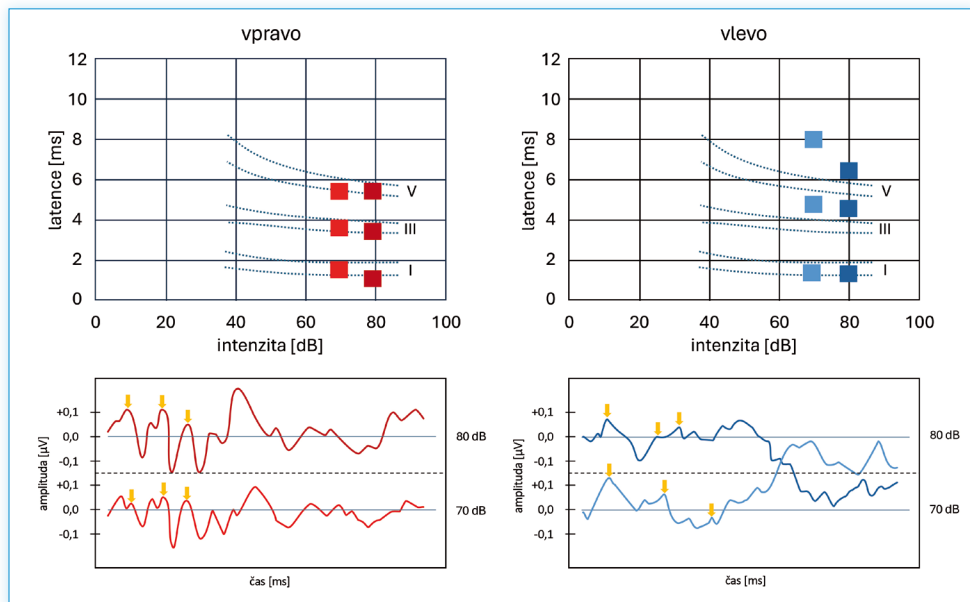 vpravo
12
10
8
6
4
2
0
latence [ms]
V
III
I
0 20 40 60 80 100
intenzita [dB]
vlevo
12
10
8
6
4
2
0
latence [ms]
V
III
I
0 20 40 60 80 100
intenzita [dB]
amplituda [µV]
+0,1
0,0
-0,1
+0,1
0,0
-0,1
80 dB
70 dB
čas [ms]
amplituda [µV]
+0,1
0,0
-0,1
+0,1
0,0
-0,1
80 dB
70 dB
čas [ms]